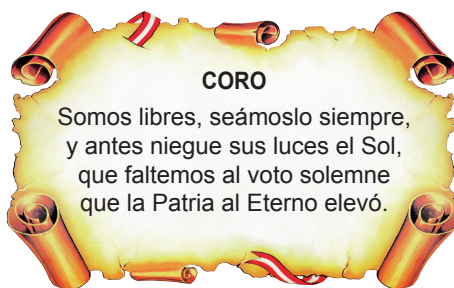 CORO
Somos libres, seámoslo siempre,
y antes niegue sus luces el Sol,
que faltemos al voto solemne
que la Patria al Eterno elevó.